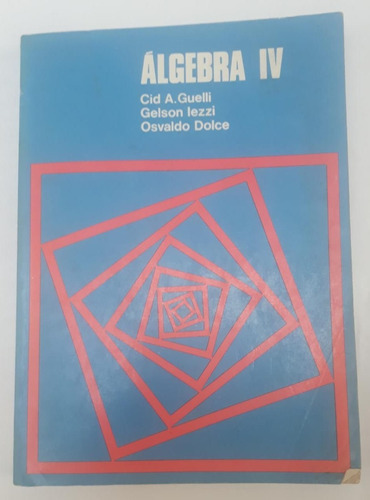 ÁLGEBRA IV
Cid A.Guelli
Gelson Iezzi
Osvaldo Dolce